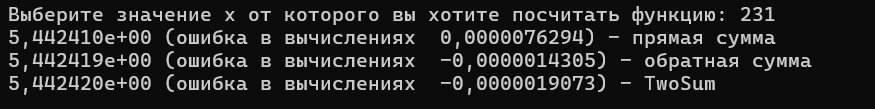 Выберите значение x от которого вы хотите посчитать функцию: 231
5,442410e+00 (ошибка в вычислениях  0,0000076294) - прямая сумма
5,442419e+00 (ошибка в вычислениях  -0,0000014305) - обратная сумма
5,442420e+00 (ошибка в вычислениях  -0,0000019073) - TwoSum